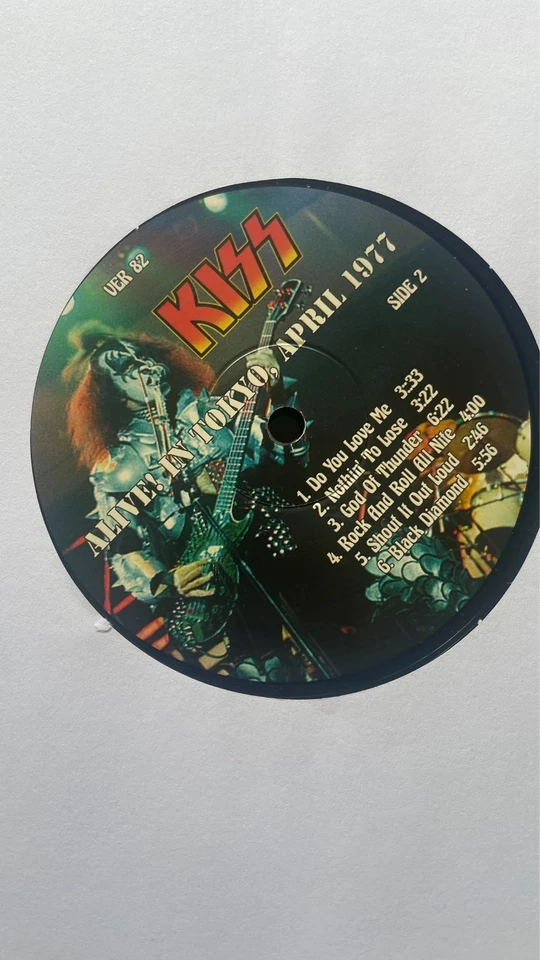 VER 82
KISS
ALIVE! IN TOKYO, APRIL 1977
SIDE 2
1. Do You Love Me 3:33
2. Nothin' To Lose 3:22
3. God Of Thunder 6:22
4. Rock And Roll All Nite 4:00
5. Shout It Out Loud 2:46
6. Black Diamond 5:56